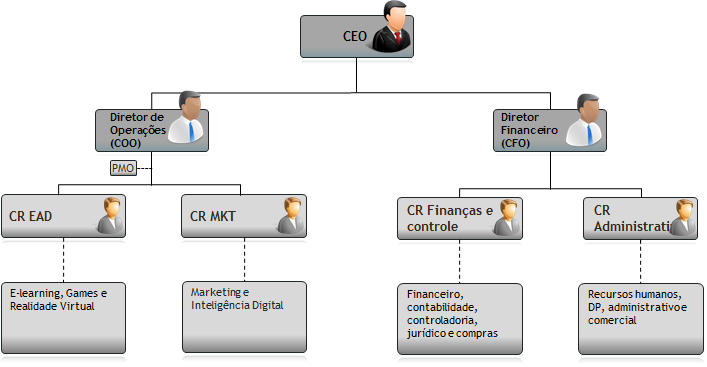 CEO
Diretor de
Operações
(COO)
Diretor
Financeiro
(CFO)
PMO
CR EAD
CR MKT
CR Finanças e
controle
CR
Administrati
E-learning, Games e
Realidade Virtual
Marketing e
Inteligência Digital
Financeiro,
contabilidade,
controladoria,
jurídico e compras
Recursos humanos,
DP, administrativo e
comercial